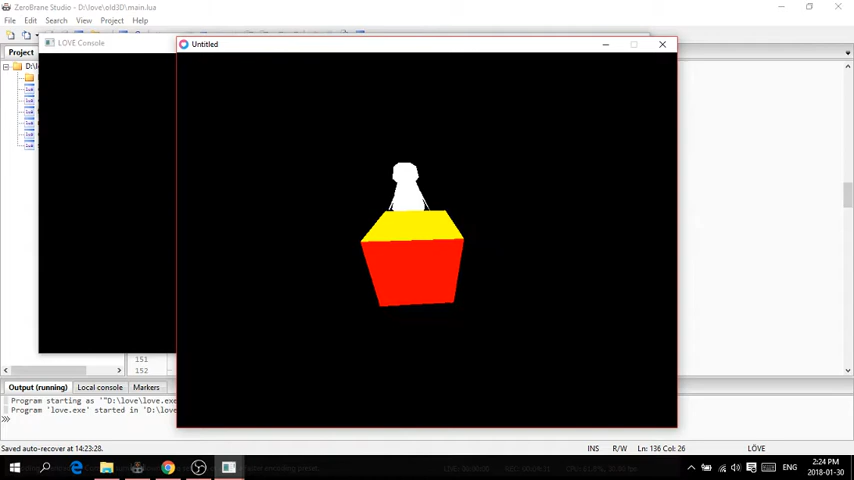 ZeroBrane Studio - D:\love\old3D\main.lua
File Edit Search View Project Help
LOVE Console
Untitled
Project
151
152
Output (running) Local console Markers
Program starting as '"D:\love\love.exe
Program 'love.exe' started in 'D:\love
Saved auto-recover at 14:23:28.
INS R/W Ln: 136 Col: 26 LÖVE
ENG
2:24 PM
2018-01-30